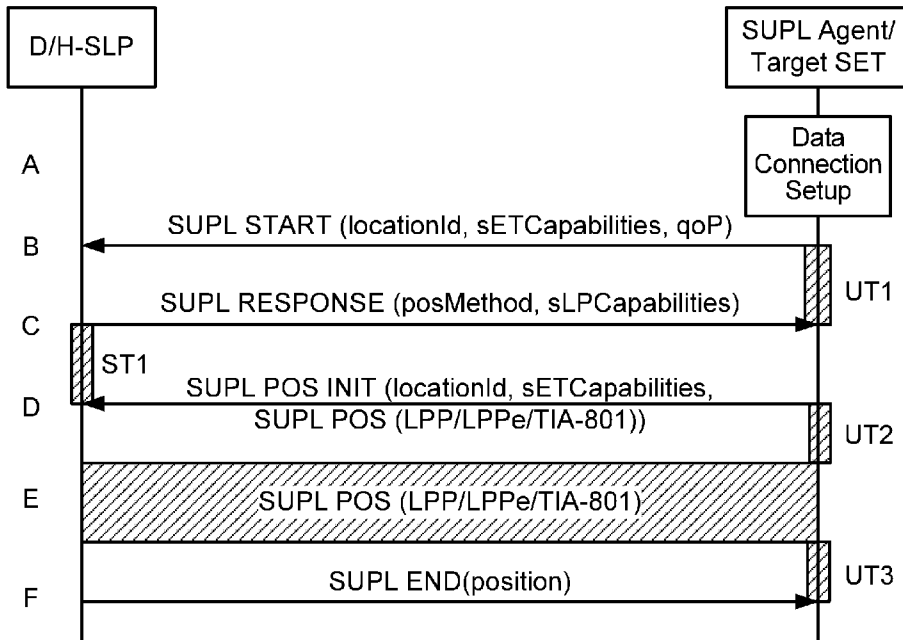 D/H-SLP
SUPL Agent/
Target SET
A
Data
Connection
Setup
SUPL START (locationId, sETCapabilities, qoP)
B
UT1
SUPL RESPONSE (posMethod, sLPCapabilities)
C
ST1
SUPL POS INIT (locationId, sETCapabilities,
D
SUPL POS (LPP/LPPe/TIA-801))
UT2
E
SUPL POS (LPP/LPPe/TIA-801)
SUPL END(position)
UT3
F